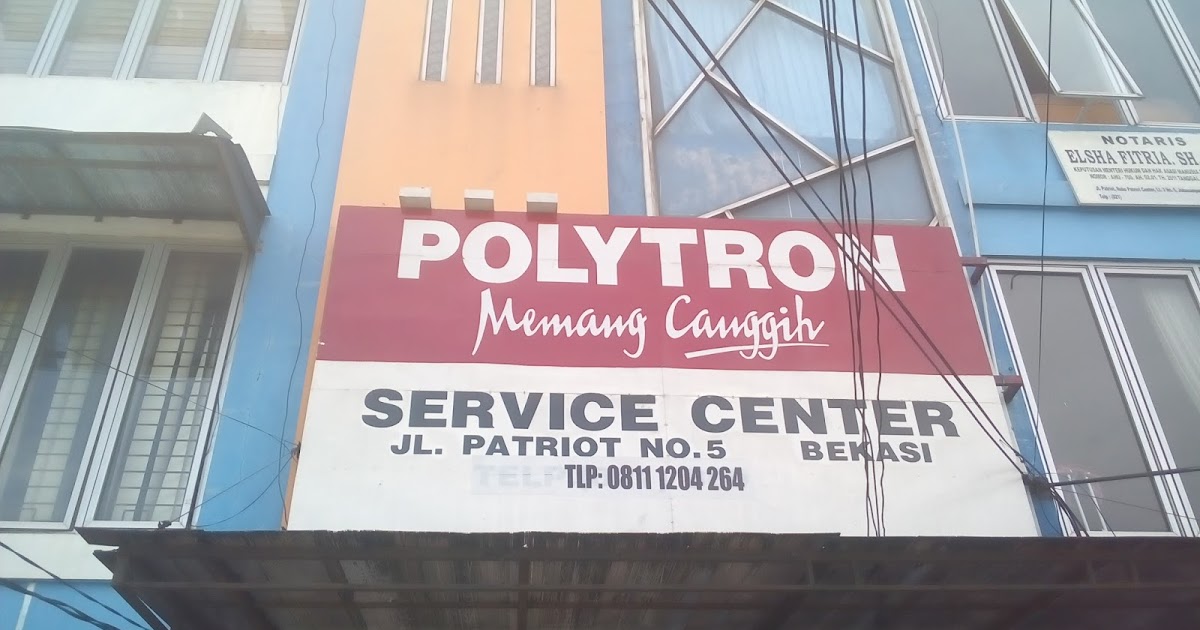 POLYTRON
Memang Canggih
SERVICE CENTER
JL. PATRIOT NO.5 BEKASI
TLP: 0811 1204 264
NOTARIS
ELSHA FITRIA. SH.